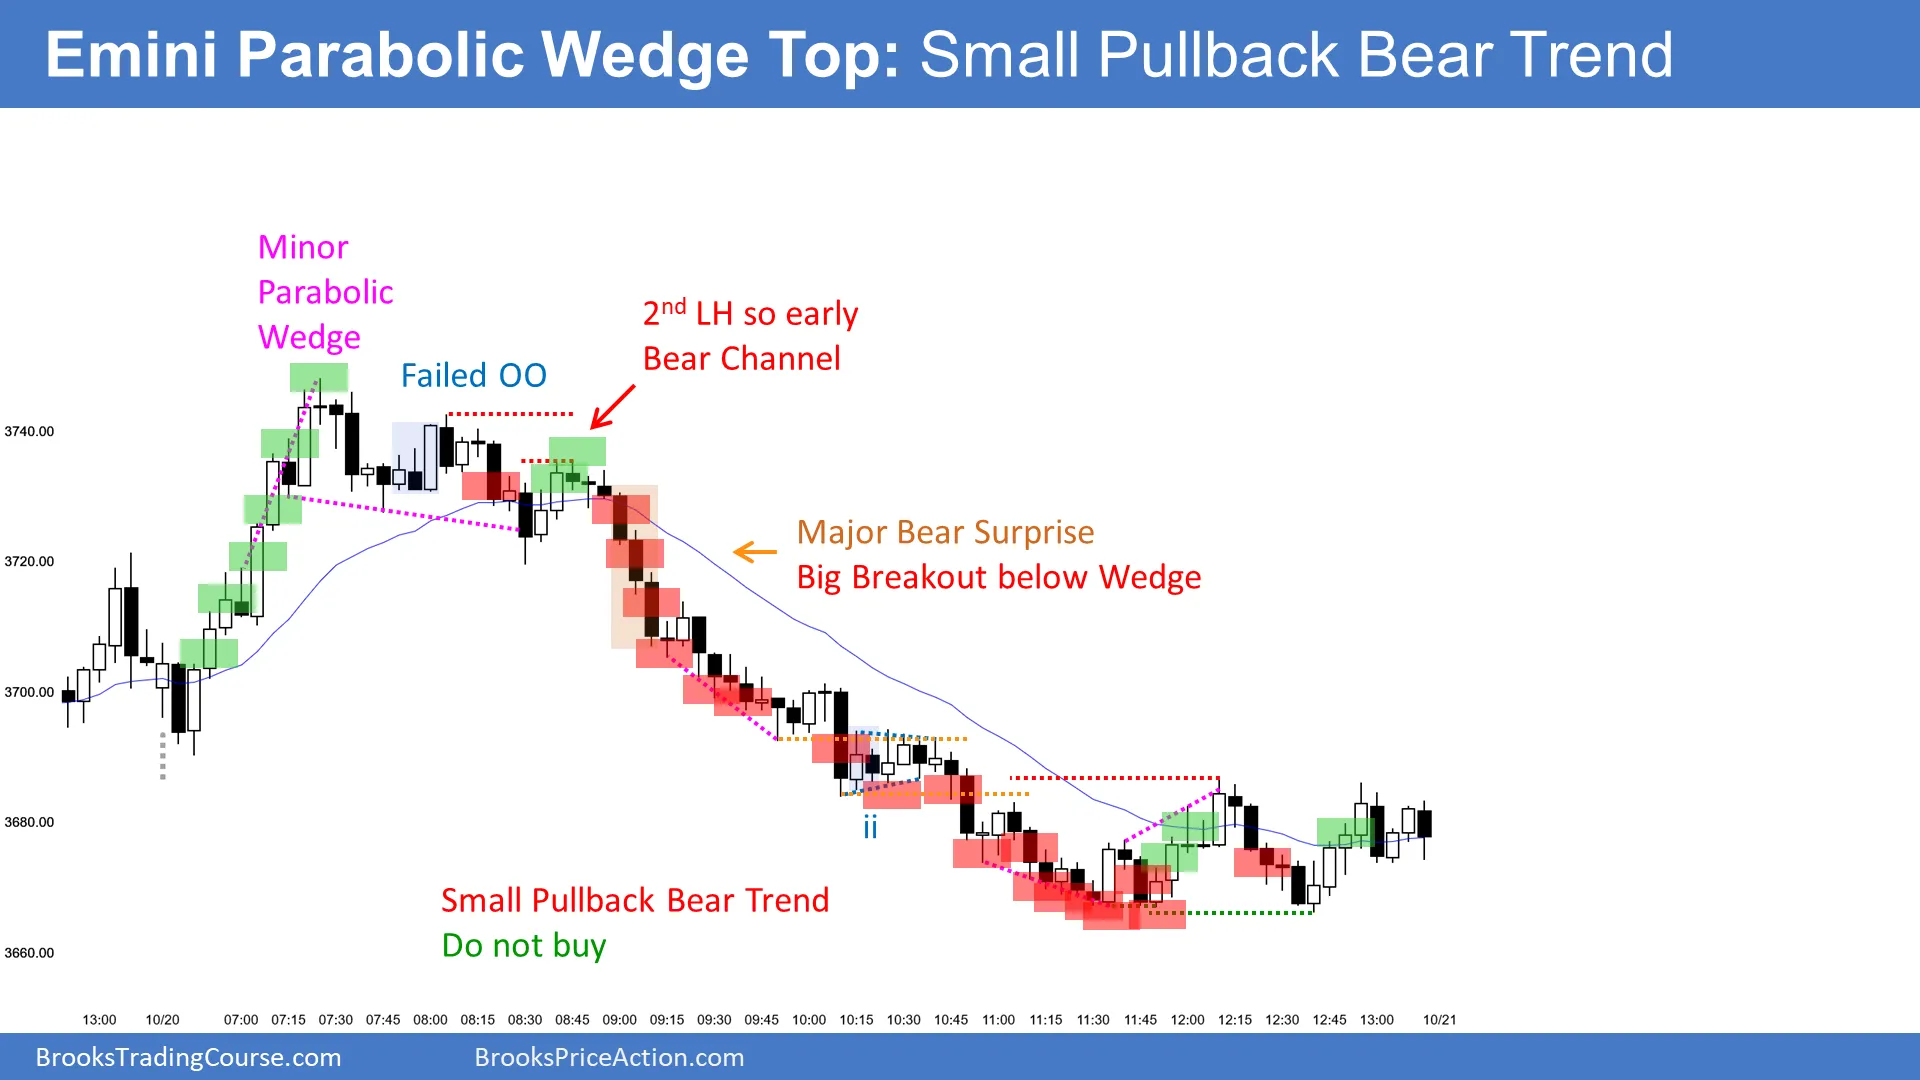 Emini Parabolic Wedge Top: Small Pullback Bear Trend
Minor
Parabolic
Wedge
Failed OO
2nd LH so early
Bear Channel
Major Bear Surprise
Big Breakout below Wedge
ii
Small Pullback Bear Trend
Do not buy
3740.00
3720.00
3700.00
3680.00
3660.00
13:00 10/20 07:00 07:15 07:30 07:45 08:00 08:15 08:30 08:45 09:00 09:15 09:30 09:45 10:00 10:15 10:30 10:45 11:00 11:15 11:30 11:45 12:00 12:15 12:30 12:45 13:00 10/21
BrooksTradingCourse.com BrooksPriceAction.com